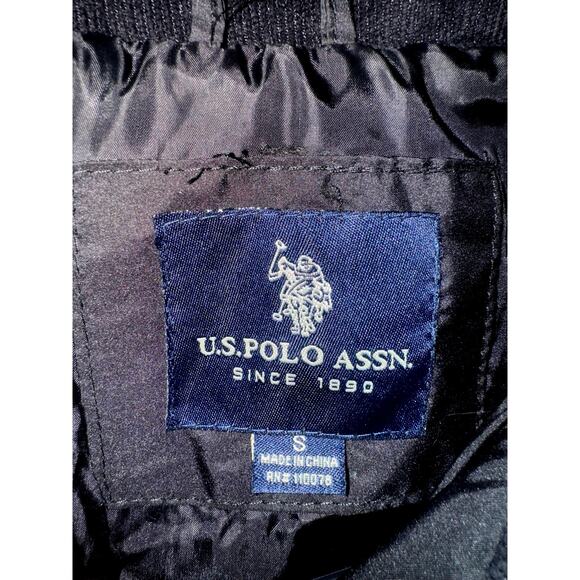 U.S. POLO ASSN.
SINCE 1890
S
MADE IN CHINA
RN# 110078